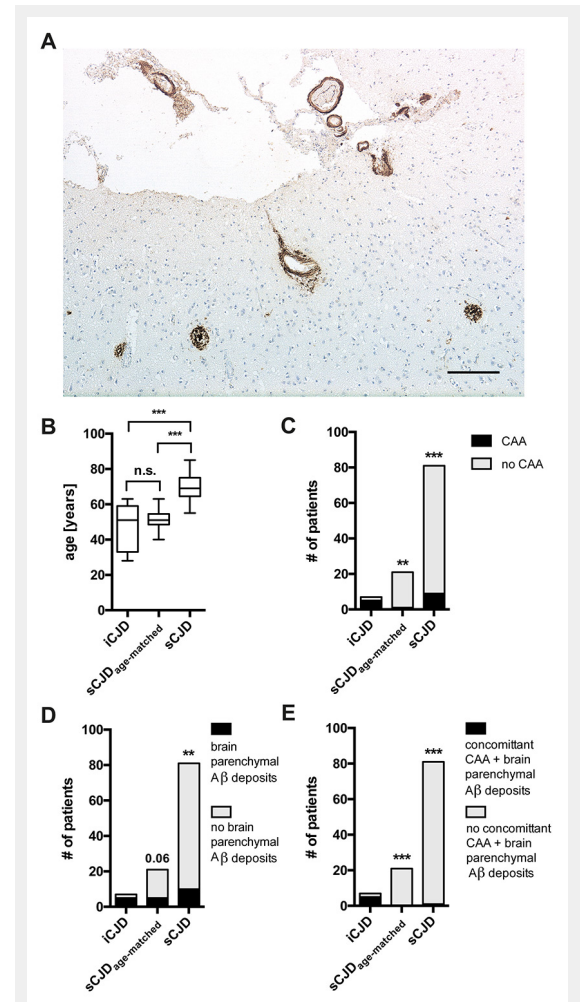 A
B
***
***
n.s.
100
80
60
40
20
0
age [years]
iCJD
sCJDage-matched
sCJD
C
CAA
no CAA
100
80
60
40
20
0
# of patients
**
***
iCJD
sCJDage-matched
sCJD
D
100
80
60
40
20
0
# of patients
0.06
**
brain
parenchymal
Aβ deposits
no brain
parenchymal
Aβ deposits
iCJD
sCJDage-matched
sCJD
E
100
80
60
40
20
0
# of patients
***
***
concomittant
CAA + brain
parenchymal
Aβ deposits
no concomittant
CAA + brain
parenchymal
Aβ deposits
iCJD
sCJDage-matched
sCJD